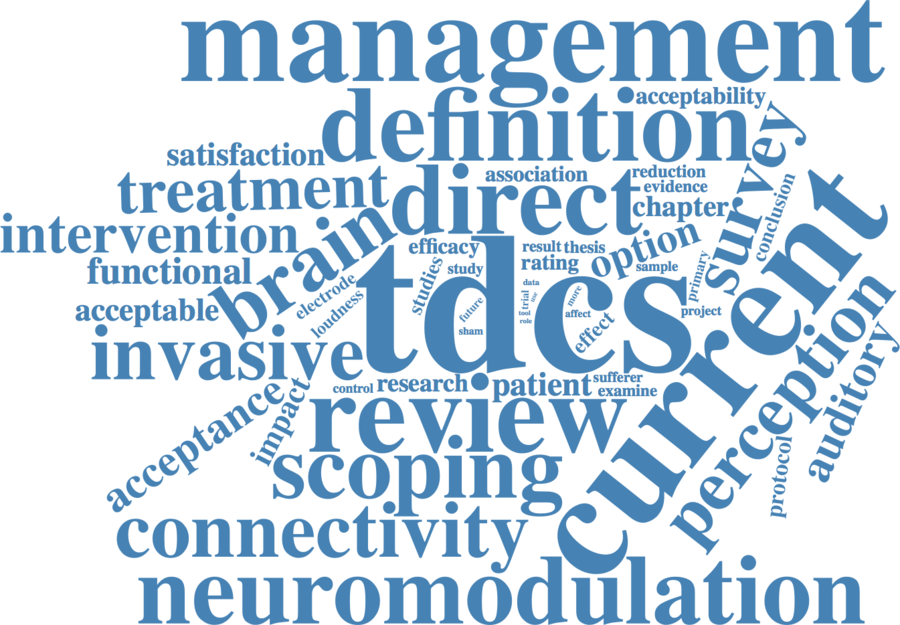 management
definition
acceptability
survey
satisfaction
association
reduction
evidence
treatment
direct
chapter
conclusion
intervention
brain
efficacy
result
thesis
option
current
functional
studies
study
rating
sample
primary
electrode
loudness
tdcs
data
trial
tool
role
more
affect
future
sham
effect
project
acceptable
invasive
perception
auditory
control
research
patient
sufferer
examine
acceptance
impact
review
scoping
protocol
connectivity
neuromodulation